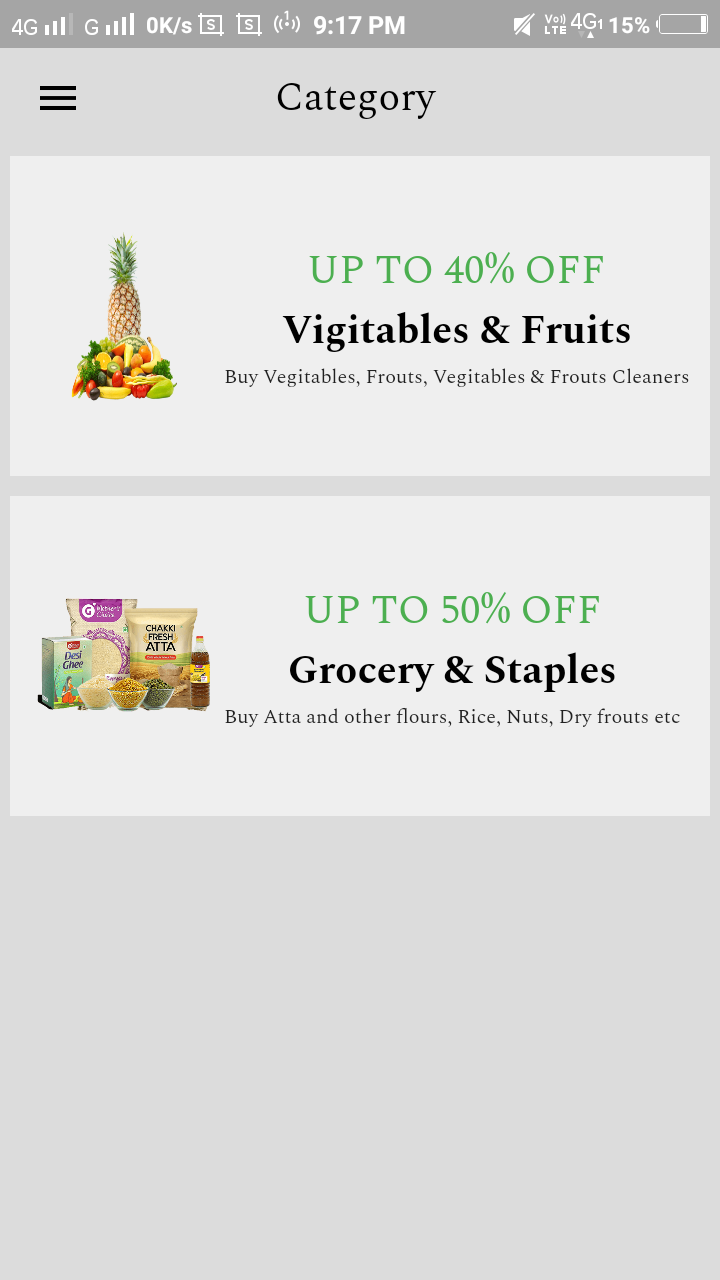 4G G 0K/s S S 1 9:17 PM Vo)) LTE 4G1 15%
Category
UP TO 40% OFF
Vigitables & Fruits
Buy Vegitables, Frouts, Vegitables & Frouts Cleaners
UP TO 50% OFF
Grocery & Staples
Buy Atta and other flours, Rice, Nuts, Dry frouts etc
G
CHAKKI
FRESH
ATTA
Desi
Ghee